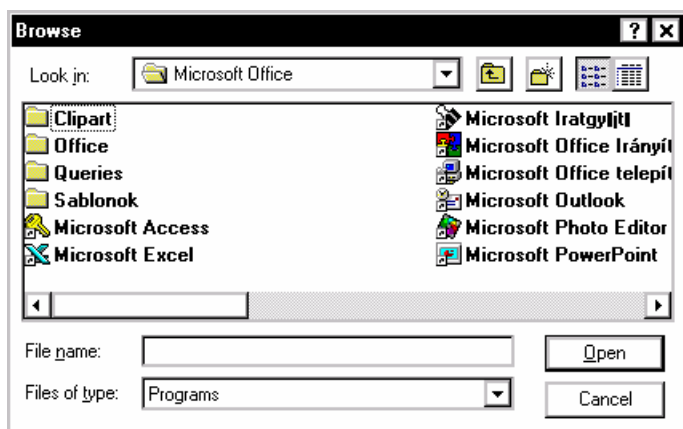 Browse
Look in: Microsoft Office
Clipart
Office
Queries
Sablonok
Microsoft Access
Microsoft Excel
Microsoft
Microsoft Office Irányít
Microsoft Office telepít
Microsoft Outlook
Microsoft Photo Editor
Microsoft PowerPoint
File name:
Open
Files of type: Programs
Cancel